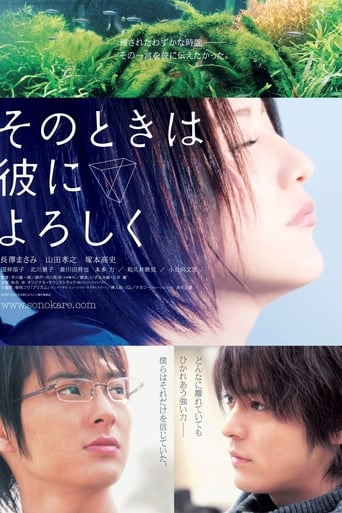 残されたわずかな時間——
その一言を彼に伝えたかった。
そのときは
彼に
よろしく
長澤まさみ　山田孝之　塚本高史
国仲涼子　北川景子　黄川田将也　本多力／和久井映見／小日向文世
www.sonokare.com
どんなに離れていても
ひかれあう強い力——
僕らはそれだけを信じていた。